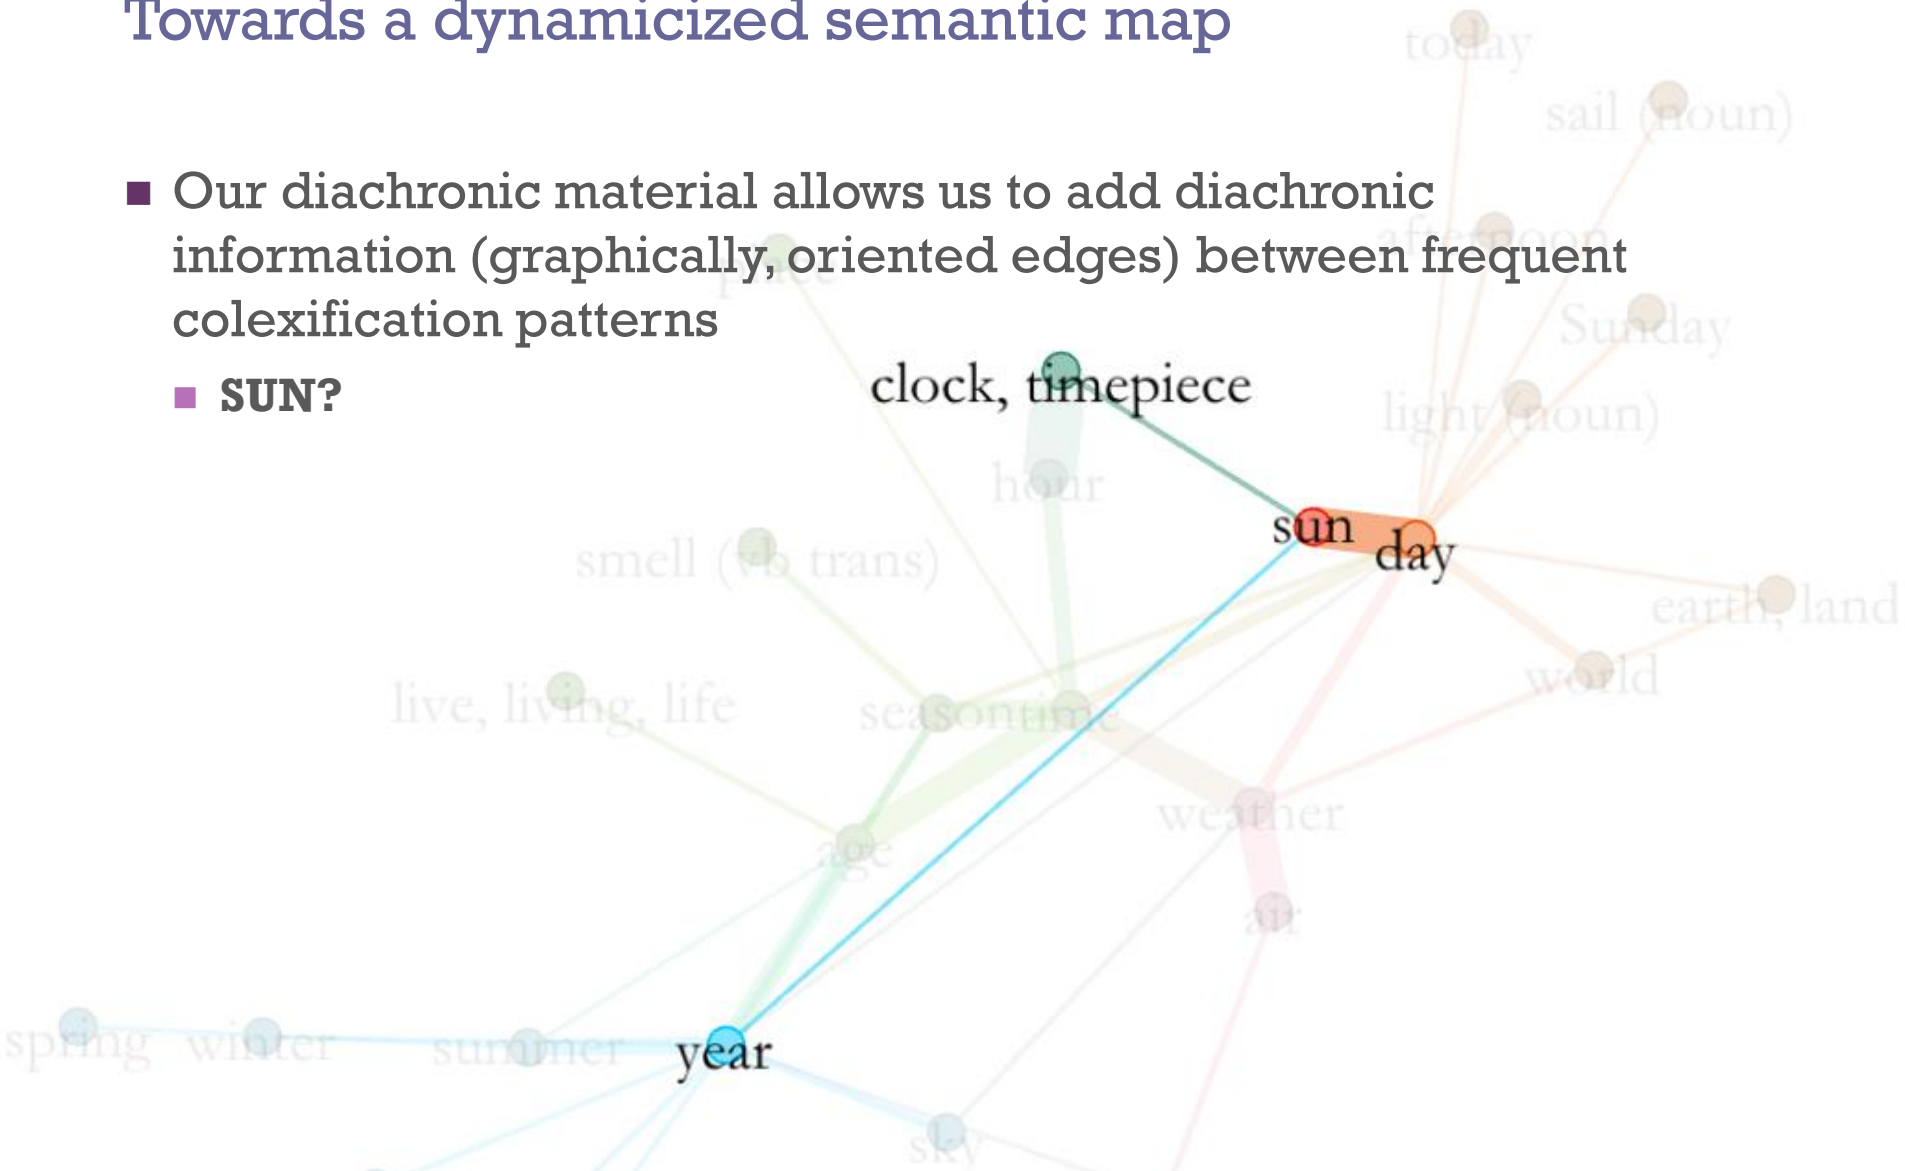 Towards a dynamicized semantic map
today
sail (noun)
■ Our diachronic material allows us to add diachronic
afternoon
information (graphically, oriented edges) between frequent
place
colexification patterns
Sunday
clock, timepiece
■ SUN?
light (noun)
hour
sun
day
smell (vb trans)
earth, land
world
live, living, life
season
time
weather
age
air
spring
winter
summer
year
sky